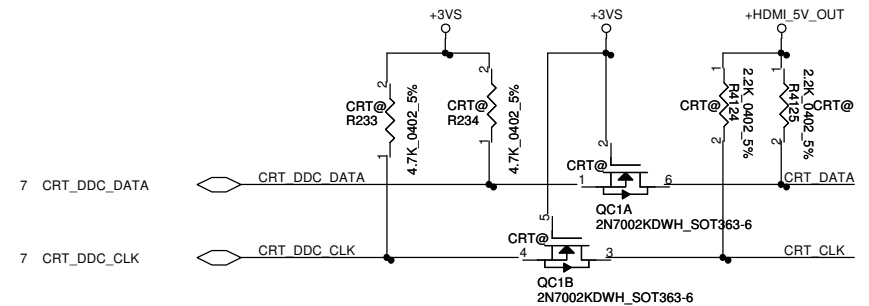 +3VS
+3VS
+HDMI_5V_OUT
2
2
1
1
CRT@
R233
4.7K_0402_5%
CRT@
R234
4.7K_0402_5%
CRT@
R4124
2.2K_0402_5%
R4125
2.2K_0402_5%
CRT@
1
1
2
2
2
CRT@
7 CRT_DDC_DATA
CRT_DDC_DATA
1
6
CRT_DATA
QC1A
2N7002KDWH_SOT363-6
5
CRT@
7 CRT_DDC_CLK
CRT_DDC_CLK
4
3
CRT_CLK
QC1B
2N7002KDWH_SOT363-6